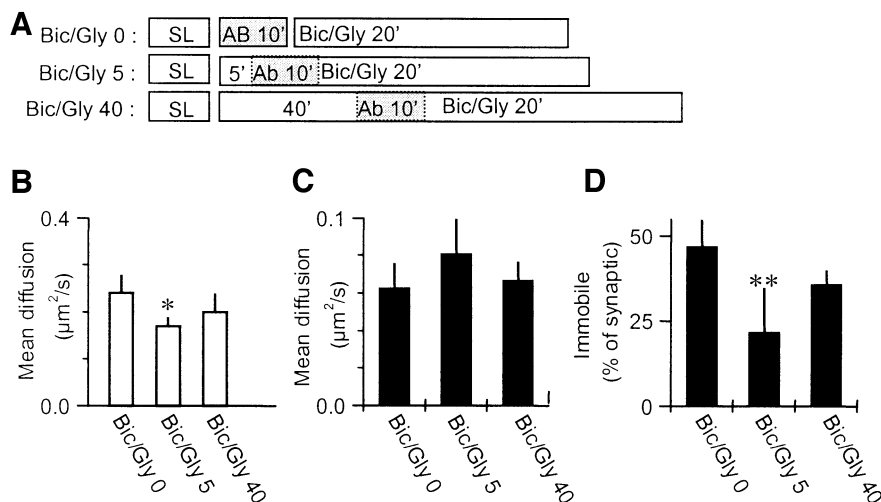 A
Bic/Gly 0 : SL AB 10' Bic/Gly 20'
Bic/Gly 5 : SL 5' Ab 10' Bic/Gly 20'
Bic/Gly 40 : SL 40' Ab 10' Bic/Gly 20'
B
0.4
0.0
Mean diffusion
(µm²/s)
*
Bic/Gly 0
Bic/Gly 5
Bic/Gly 40
C
0.1
0.0
Mean diffusion
(µm²/s)
Bic/Gly 0
Bic/Gly 5
Bic/Gly 40
D
50
25
0
Immobile
(% of synaptic)
**
Bic/Gly 0
Bic/Gly 5
Bic/Gly 40